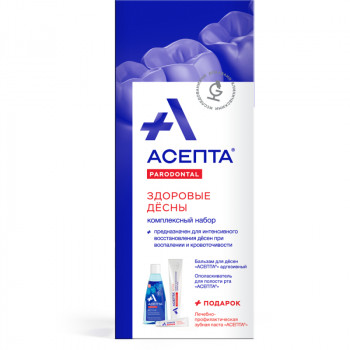 АСЕПТА®
PARODONTAL
ЗДОРОВЫЕ
ДЁСНЫ
комплексный набор
предназначен для интенсивного
восстановления дёсен при
воспалении и кровоточивости
Бальзам для дёсен
«АСЕПТА» адгезивный
Ополаскиватель
для полости рта
«АСЕПТА»
+ ПОДАРОК
Лечебно-
профилактическая
зубная паста «АСЕПТА»
АСЕПТА